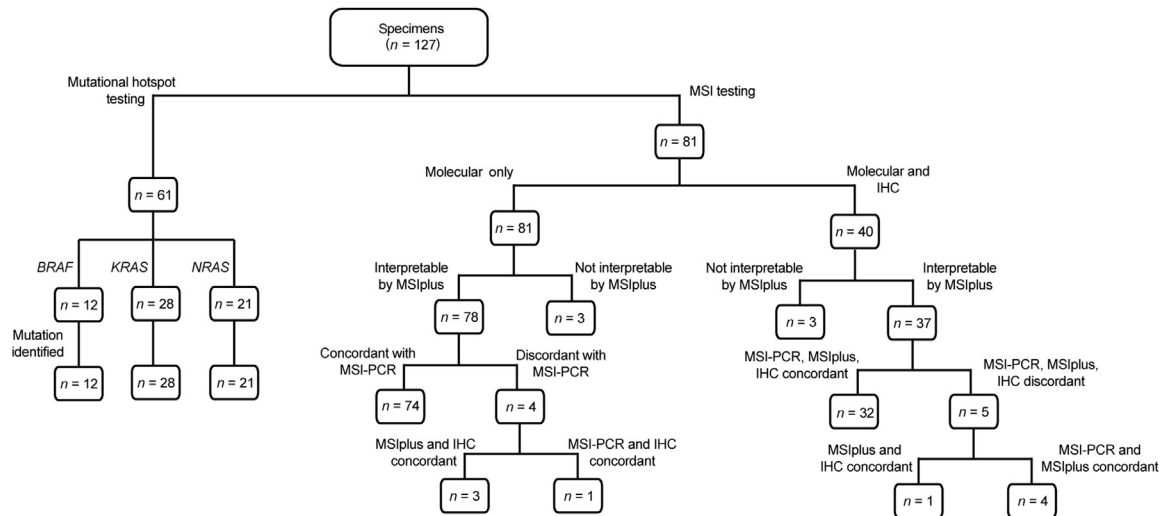 Specimens
(n = 127)
Mutational hotspot
testing
MSI testing
n = 81
Molecular only
Molecular and
IHC
n = 61
n = 81
n = 40
BRAF
KRAS
NRAS
Interpretable
by MSIplus
Not interpretable
by MSIplus
Not interpretable
by MSIplus
Interpretable
by MSIplus
n = 12
n = 28
n = 21
n = 78
n = 3
n = 3
n = 37
Mutation
identified
Concordant with
MSI-PCR
Discordant with
MSI-PCR
MSI-PCR, MSIplus,
IHC concordant
MSI-PCR, MSIplus,
IHC discordant
n = 12
n = 28
n = 21
n = 74
n = 4
n = 32
n = 5
MSIplus and IHC
concordant
MSI-PCR and IHC
concordant
MSIplus and
IHC concordant
MSI-PCR and
MSIplus concordant
n = 3
n = 1
n = 1
n = 4